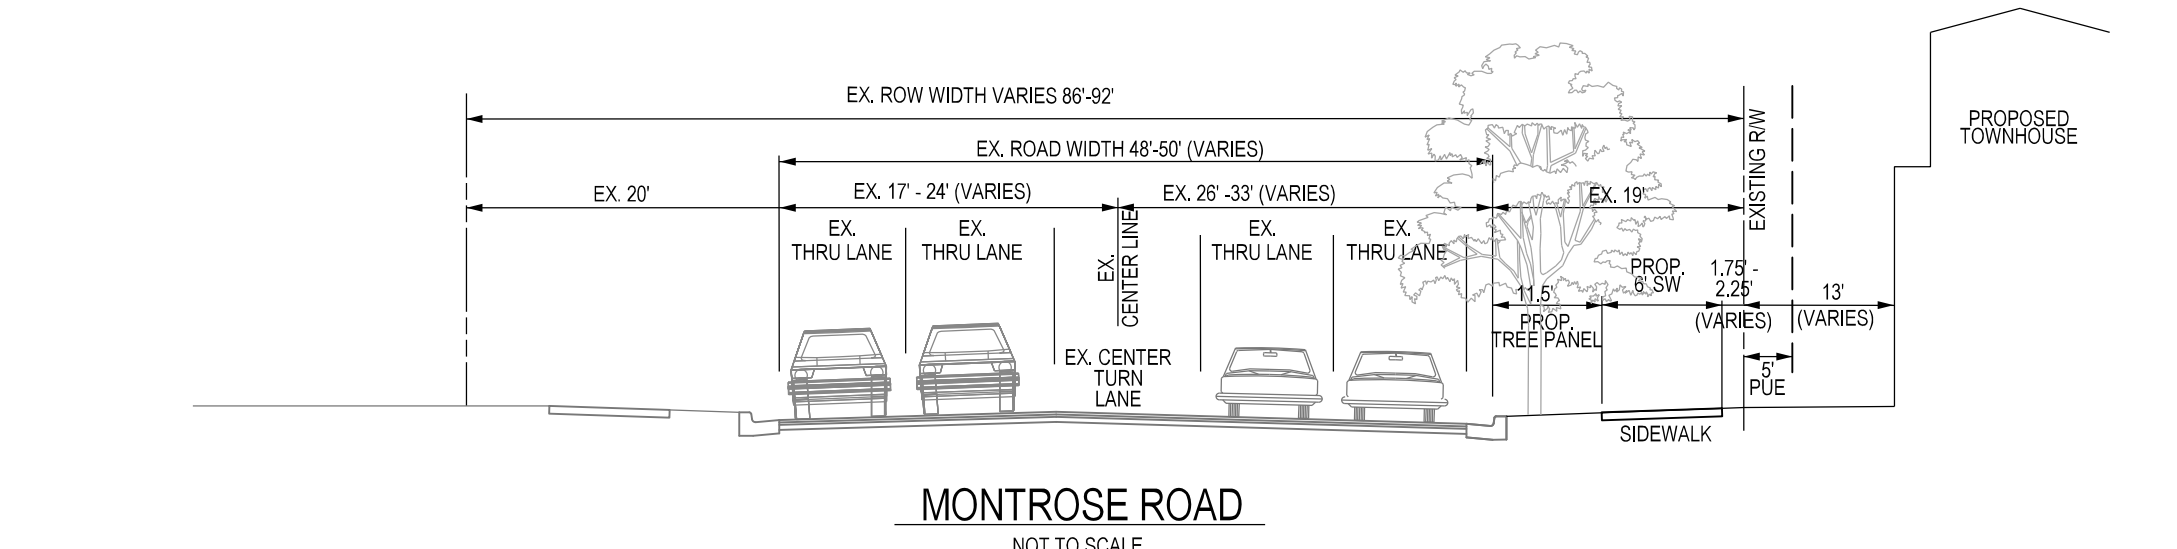 EX. ROW WIDTH VARIES 86'-92'
EX. ROAD WIDTH 48'-50' (VARIES)
EX. 20'
EX. 17' - 24' (VARIES)
EX. 26' -33' (VARIES)
EX. 19'
EXISTING R/W
PROPOSED
TOWNHOUSE
EX.
THRU LANE
EX.
THRU LANE
EX.
CENTER LINE
EX.
THRU LANE
EX.
THRU LANE
11.5'
PROP.
TREE PANEL
PROP.
6' SW
1.75' -
2.25'
(VARIES)
13'
(VARIES)
EX. CENTER
TURN
LANE
5'
PUE
SIDEWALK
MONTROSE ROAD
NOT TO SCALE